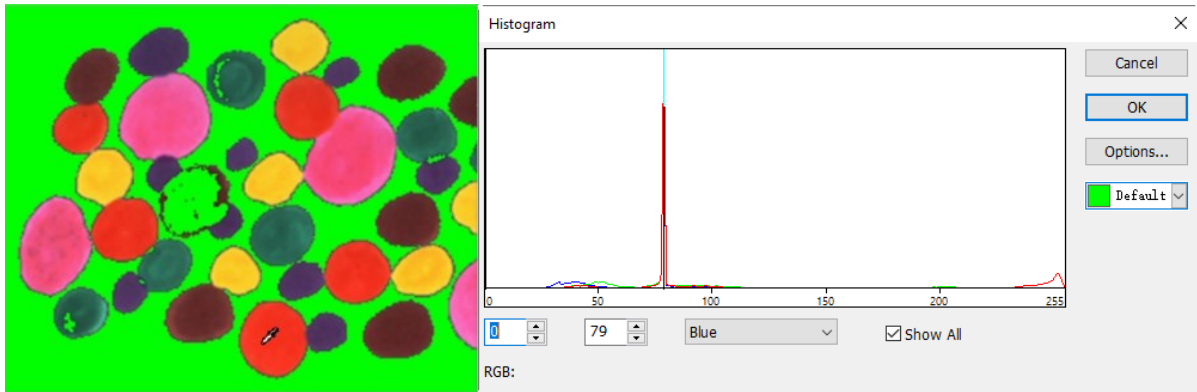 Histogram
Cancel
OK
Options...
Default
0 50 100 150 200 255
0 79 Blue Show All
RGB: